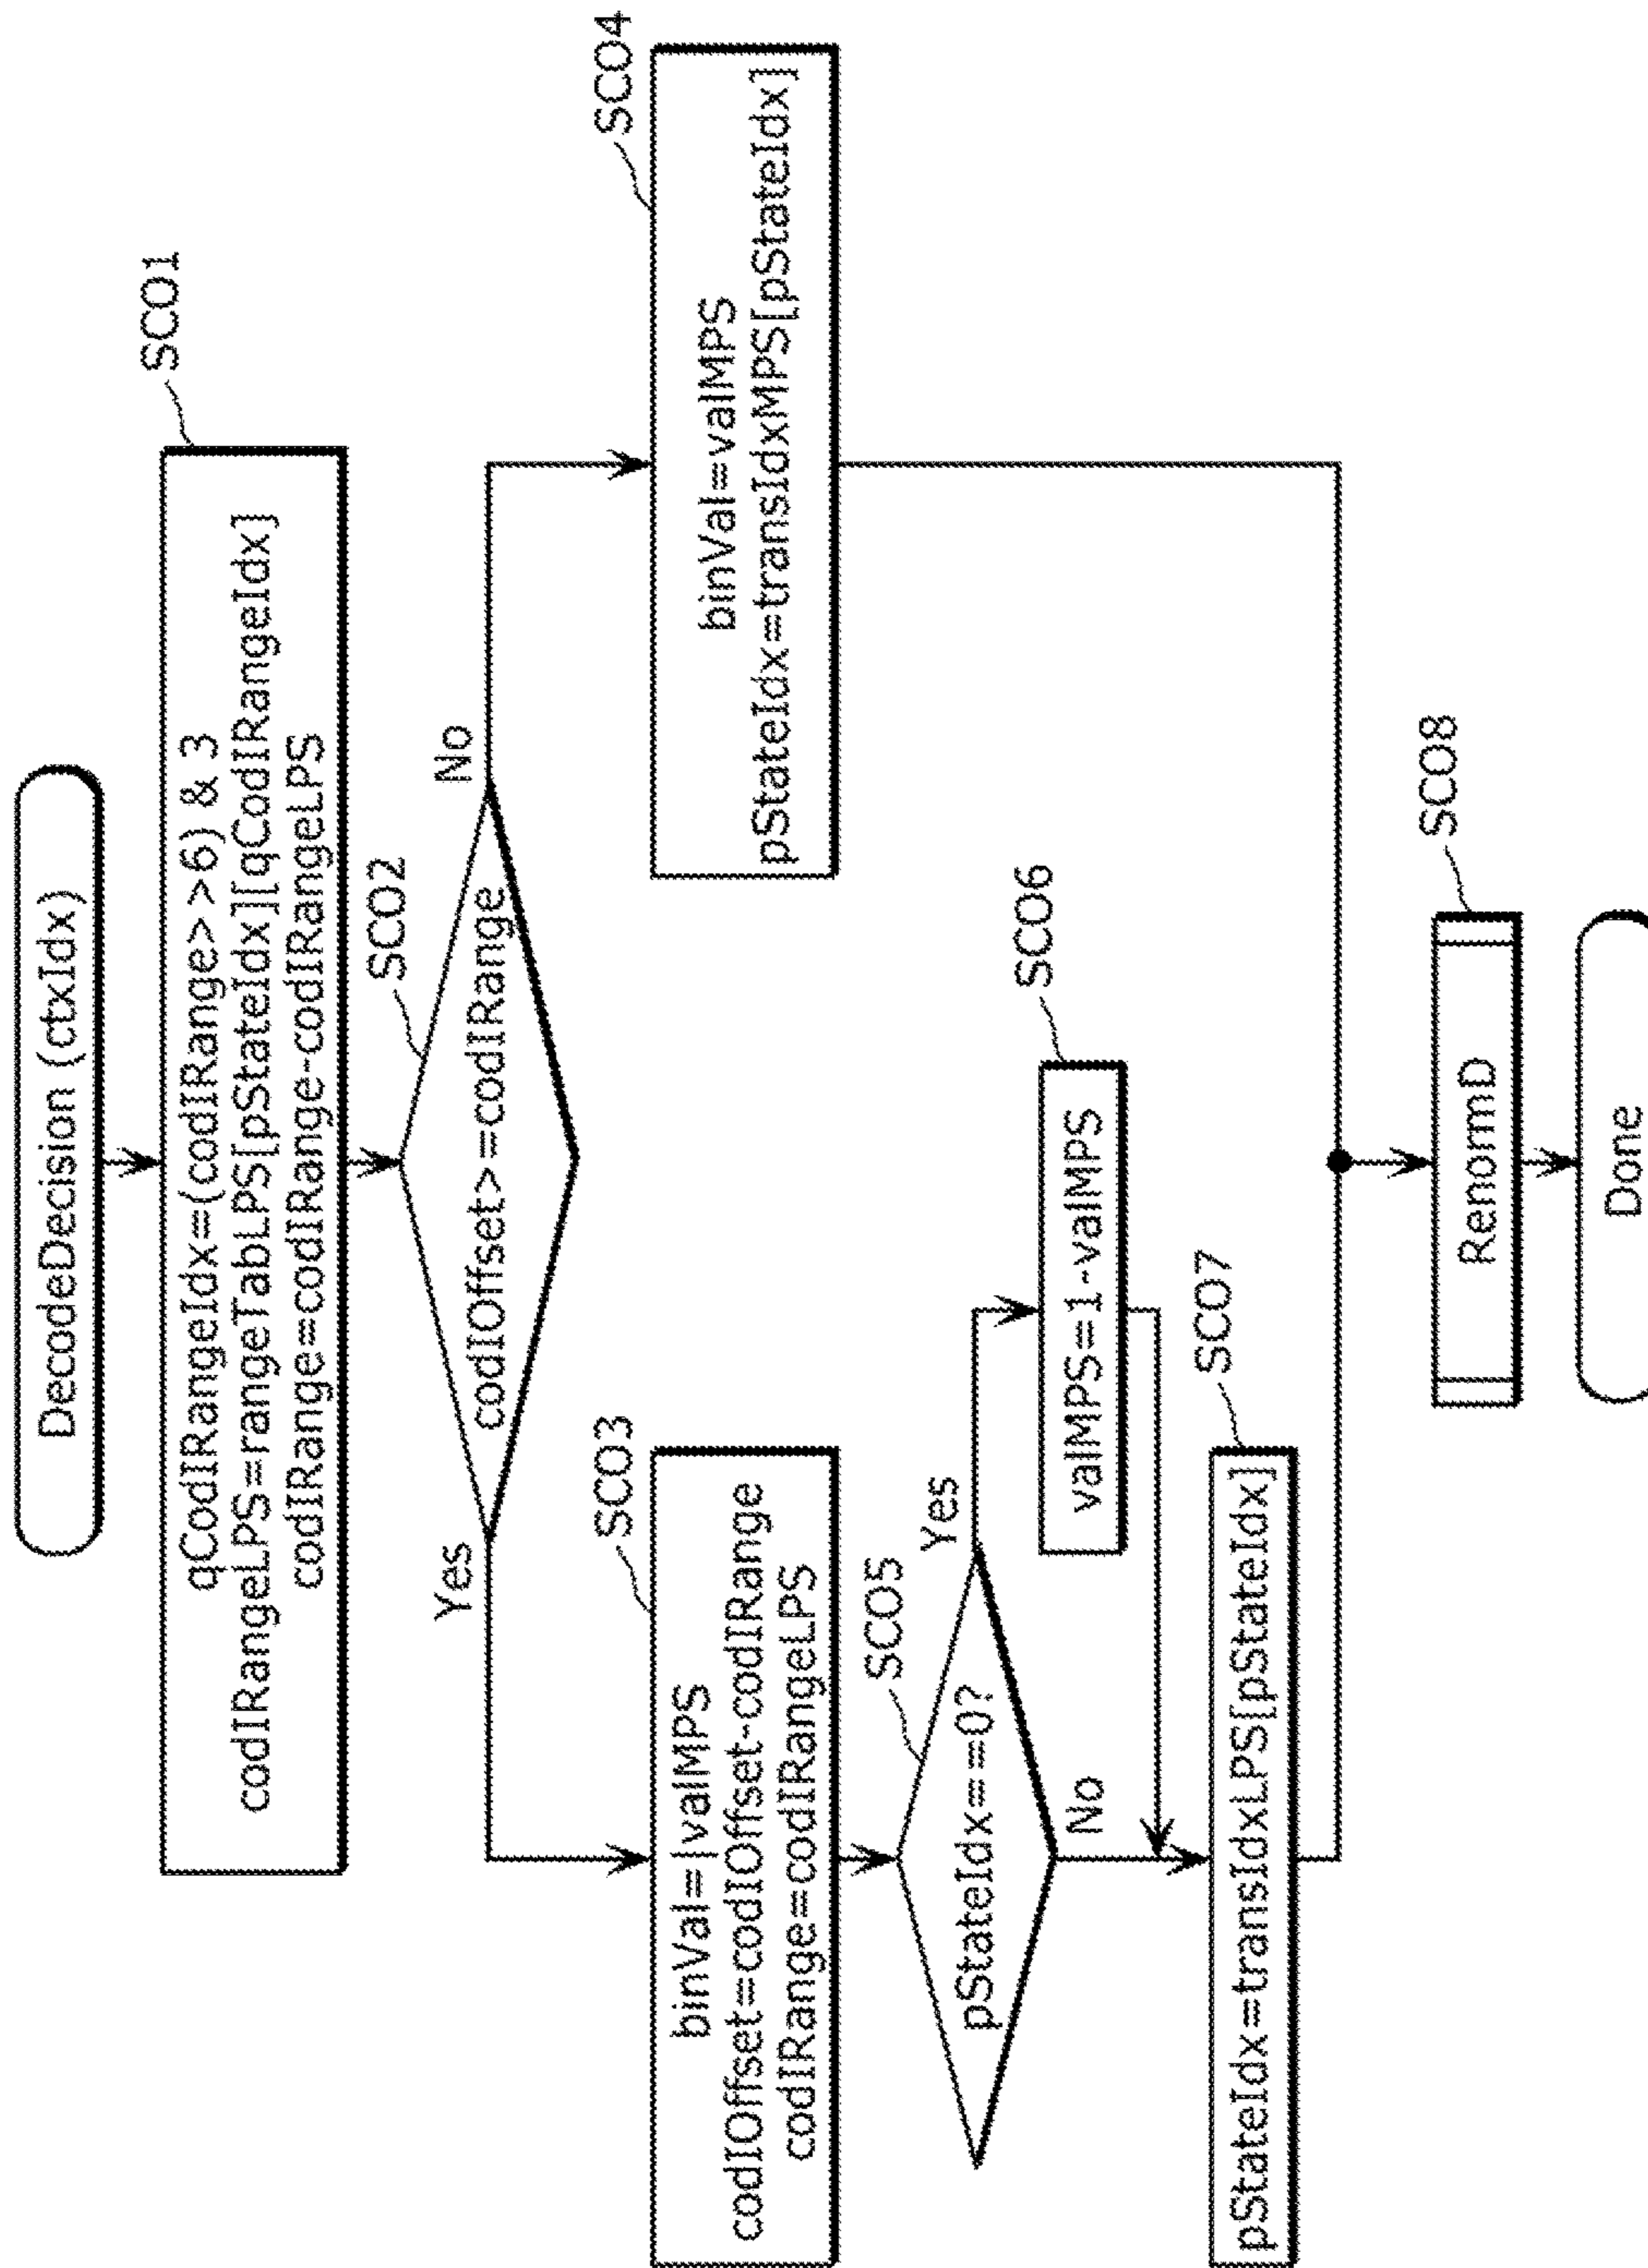 DecodeDecision (ctxIdx)
SC01
qCodIRangeIdx=(codIRange>>6) & 3
codIRangeLPS=rangeTabLPS[pStateIdx][qCodIRangeIdx]
codIRange=codIRange-codIRangeLPS
SC02
codIOffset>=codIRange
Yes
No
SC03
binVal=|valMPS
codIOffset=codIOffset-codIRange
codIRange=codIRangeLPS
SC04
binVal=valMPS
pStateIdx=transIdxMPS[pStateIdx]
SC05
pStateIdx==0?
Yes
No
SC06
valMPS=1-valMPS
SC07
pStateIdx=transIdxLPS[pStateIdx]
SC08
RenormD
Done